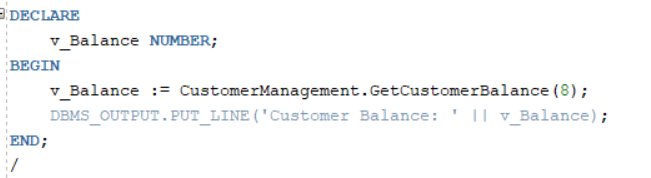 DECLARE
    v_Balance NUMBER;
BEGIN
    v_Balance := CustomerManagement.GetCustomerBalance(8);
    DBMS_OUTPUT.PUT_LINE('Customer Balance: ' || v_Balance);
END;
/